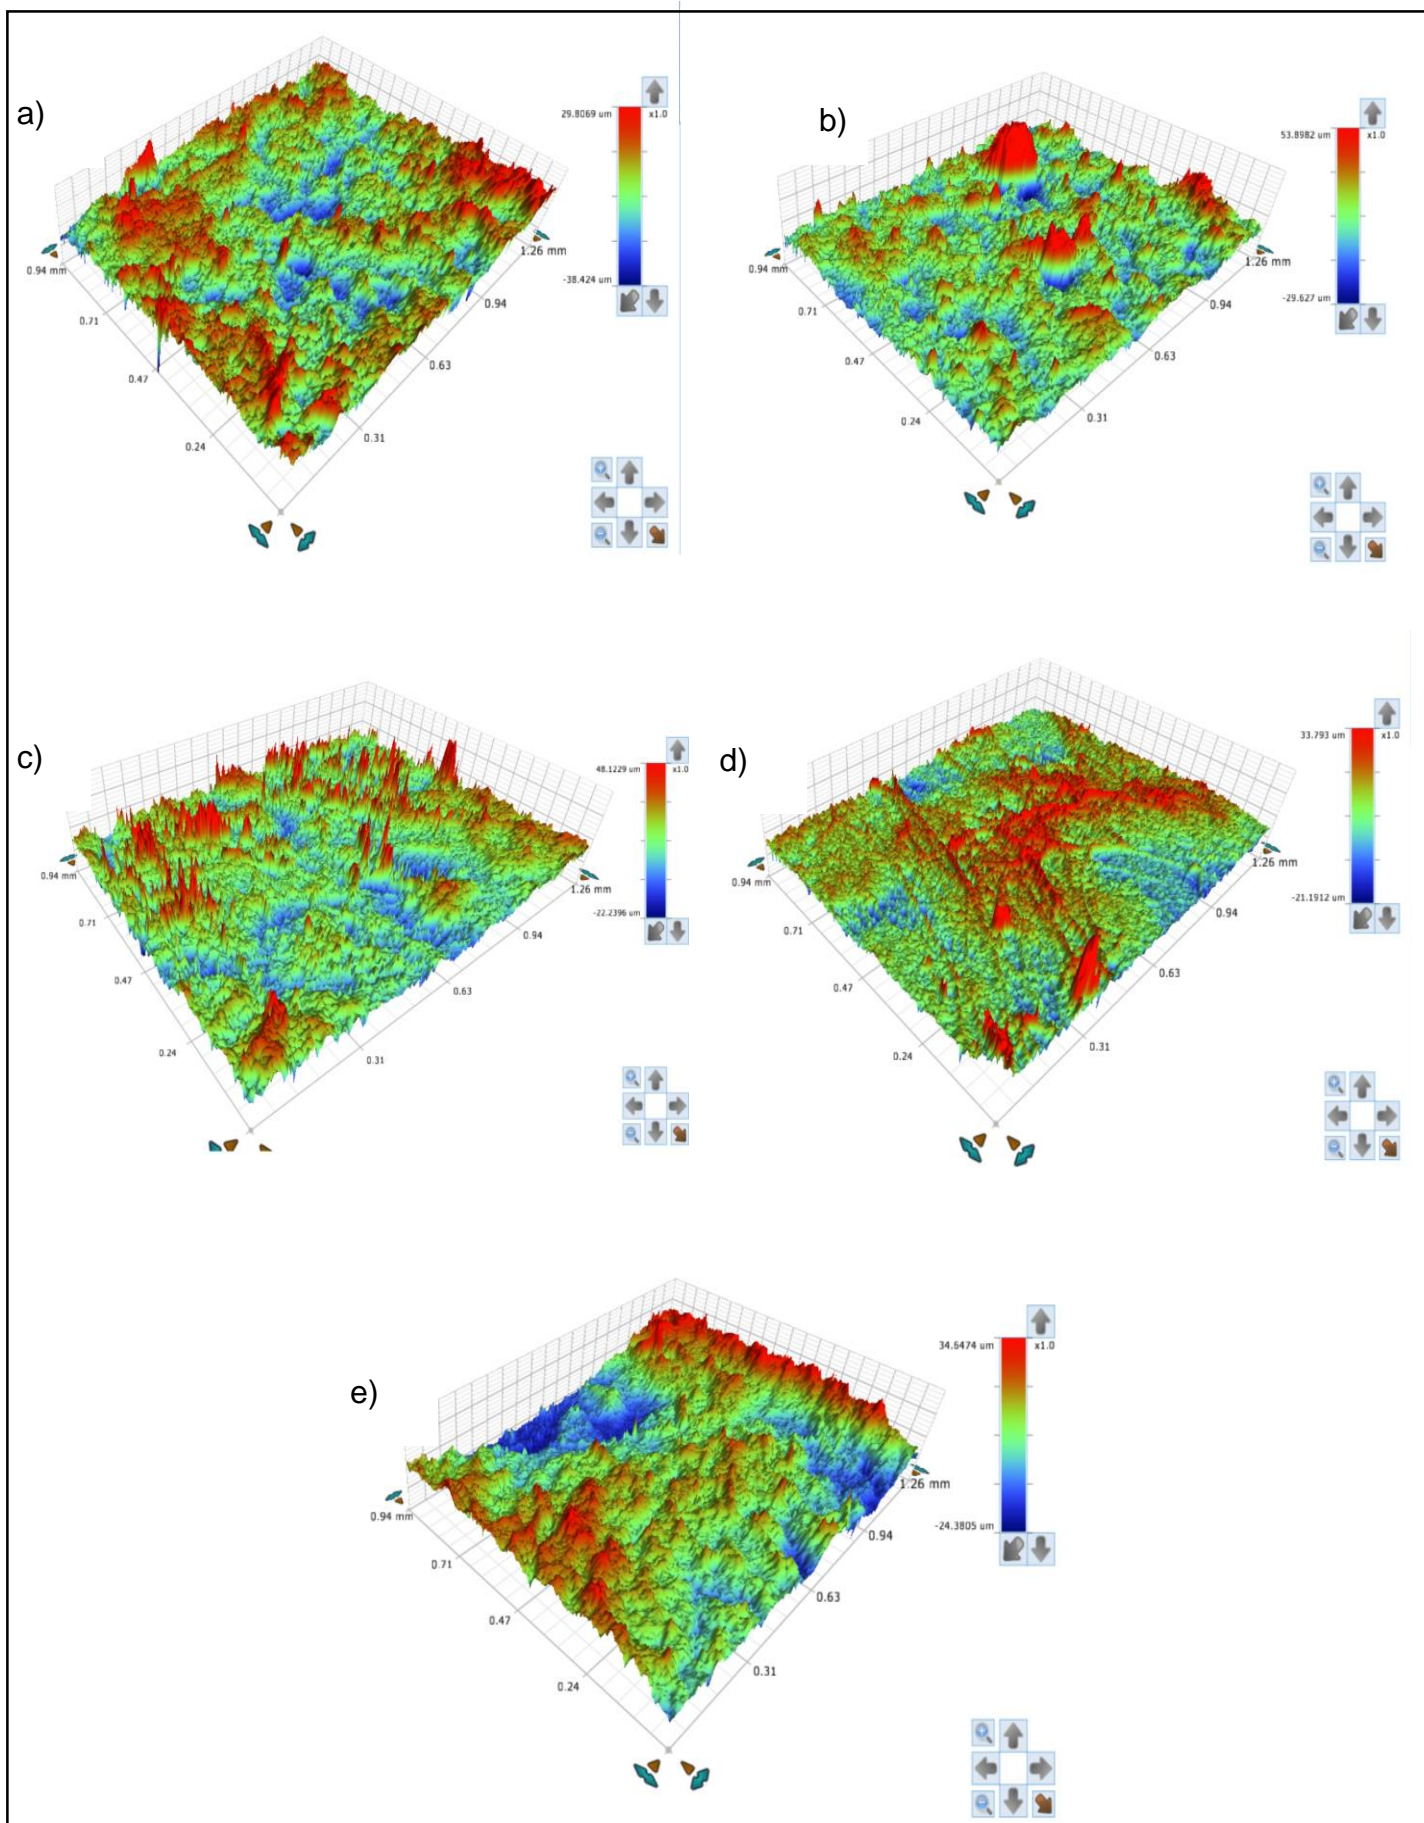 a)
29.8069 um
x1.0
-38.424 um
0.94 mm
0.71
0.47
0.24
0.31
0.63
0.94
1.26 mm
b)
53.8982 um
x1.0
-29.627 um
0.94 mm
0.71
0.47
0.24
0.31
0.63
0.94
1.26 mm
c)
48.1229 um
x1.0
-22.2396 um
0.94 mm
0.71
0.47
0.24
0.31
0.63
0.94
1.26 mm
d)
33.793 um
x1.0
-21.1912 um
0.94 mm
0.71
0.47
0.24
0.31
0.63
0.94
1.26 mm
e)
34.6474 um
x1.0
-24.3805 um
0.94 mm
0.71
0.47
0.24
0.31
0.63
0.94
1.26 mm